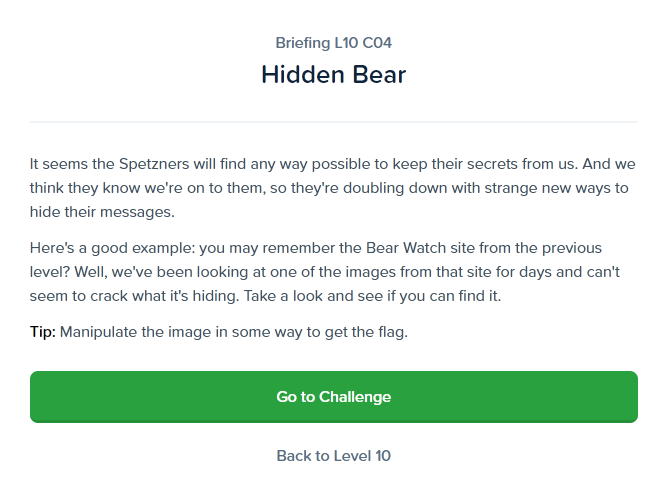 Briefing L10 C04
Hidden Bear
It seems the Spetzners will find any way possible to keep their secrets from us. And we
think they know we're on to them, so they're doubling down with strange new ways to
hide their messages.
Here's a good example: you may remember the Bear Watch site from the previous
level? Well, we've been looking at one of the images from that site for days and can't
seem to crack what it's hiding. Take a look and see if you can find it.
Tip: Manipulate the image in some way to get the flag.
Go to Challenge
Back to Level 10